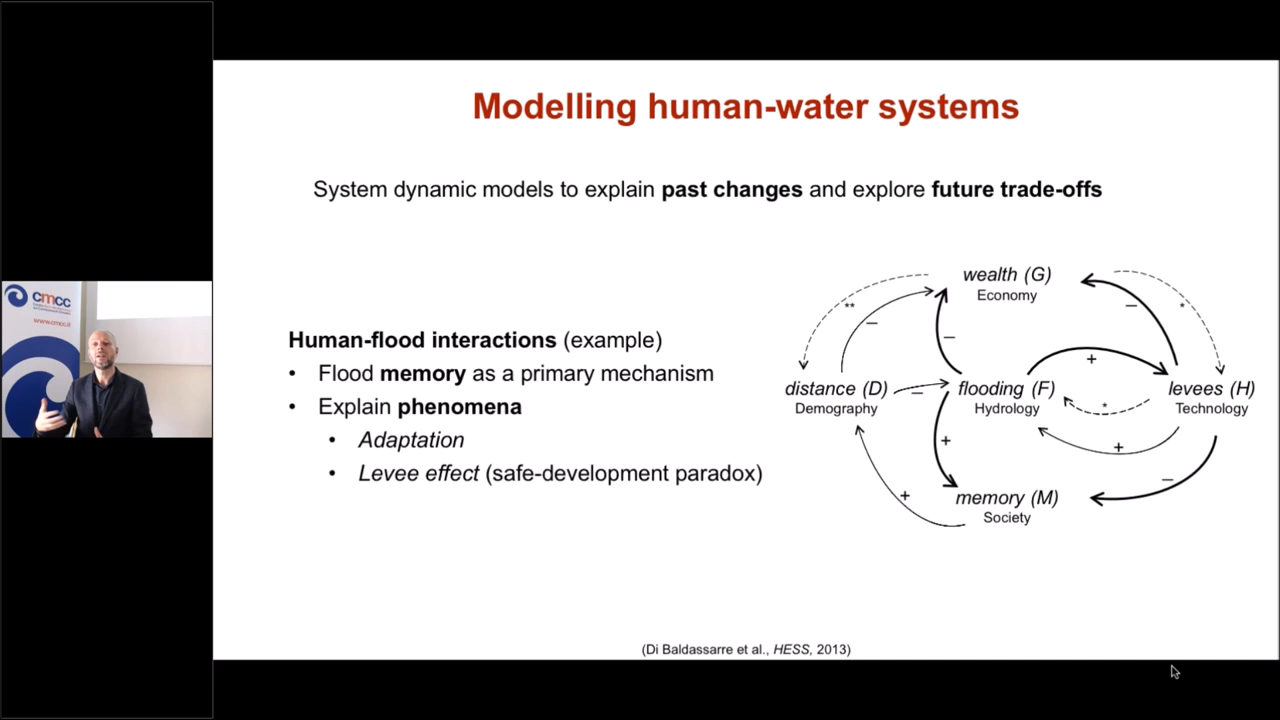 Modelling human-water systems
System dynamic models to explain past changes and explore future trade-offs
Human-flood interactions (example)
• Flood memory as a primary mechanism
• Explain phenomena
• Adaptation
• Levee effect (safe-development paradox)
wealth (G)
Economy
** – – – * +
distance (D) – flooding (F) * levees (H)
Demography Hydrology Technology
+ + + –
memory (M)
Society
(Di Baldassarre et al., HESS, 2013)
cmcc
www.cmcc.it